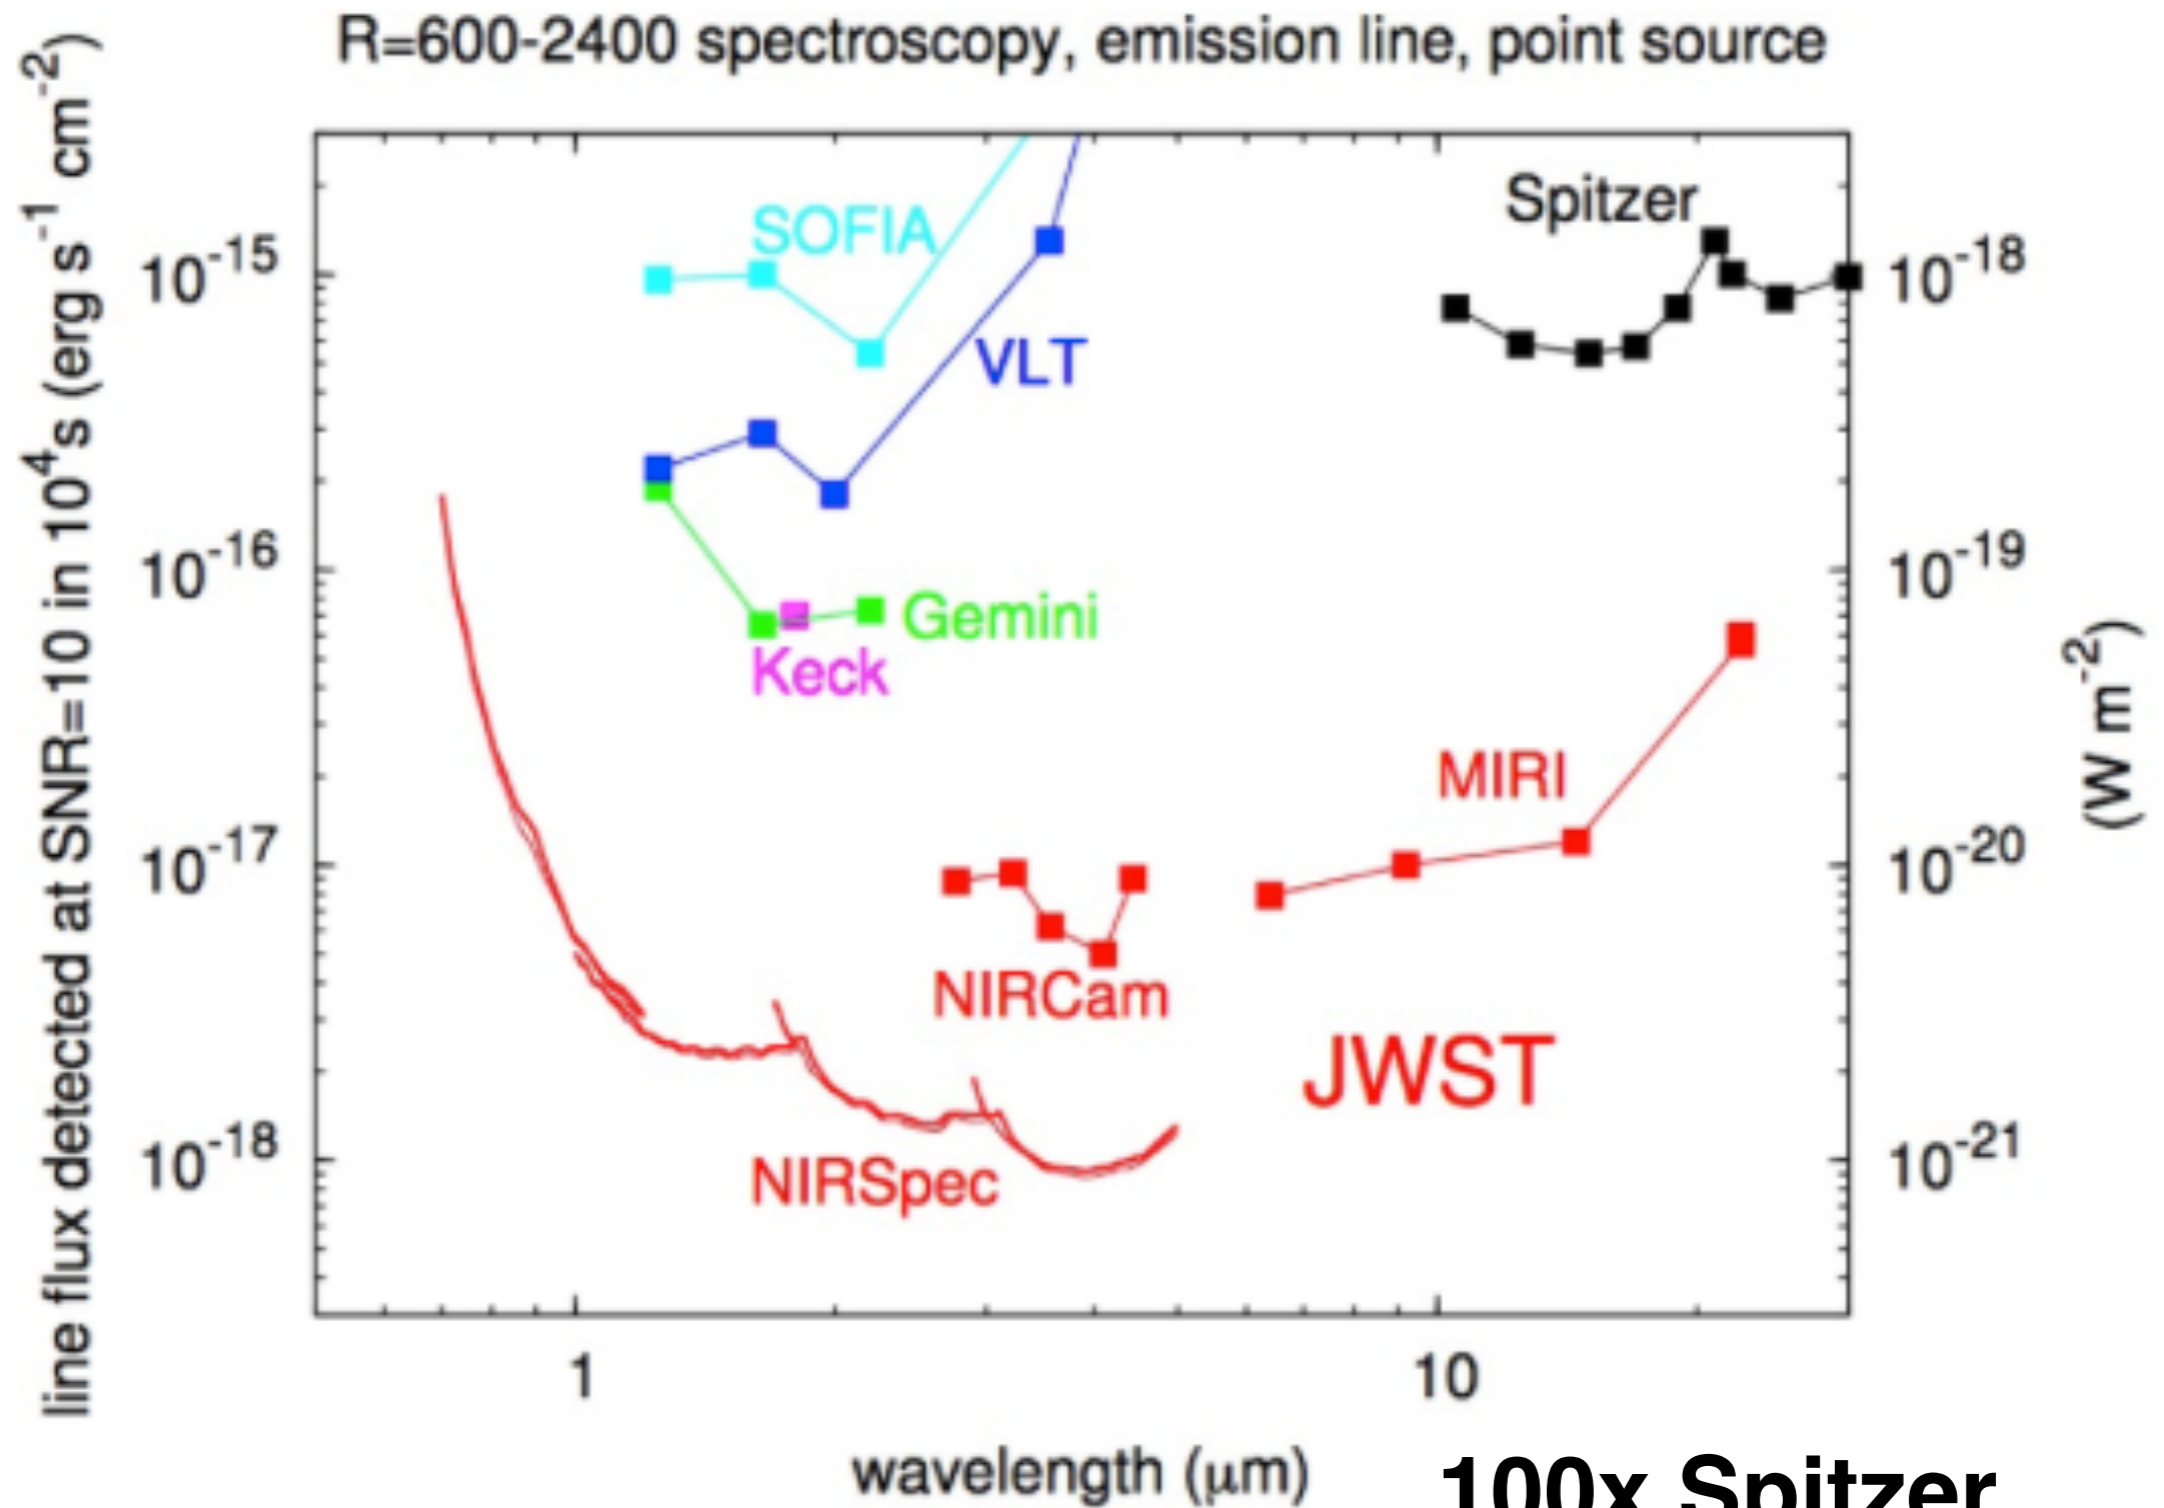 R=600-2400 spectroscopy, emission line, point source
line flux detected at SNR=10 in 10⁴s (erg s⁻¹ cm⁻²)
10⁻¹⁵
10⁻¹⁶
10⁻¹⁷
10⁻¹⁸
SOFIA
Spitzer
VLT
Gemini
Keck
MIRI
NIRCam
JWST
NIRSpec
10⁻¹⁸
10⁻¹⁹
10⁻²⁰
10⁻²¹
(W m⁻²)
1
10
wavelength (μm)
100x Spitzer